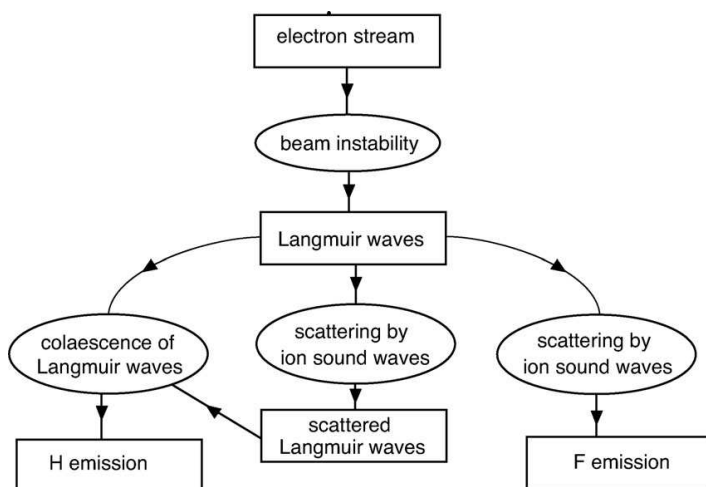 electron stream
beam instability
Langmuir waves
colaescence of
Langmuir waves
scattering by
ion sound waves
scattering by
ion sound waves
scattered
Langmuir waves
H emission
F emission